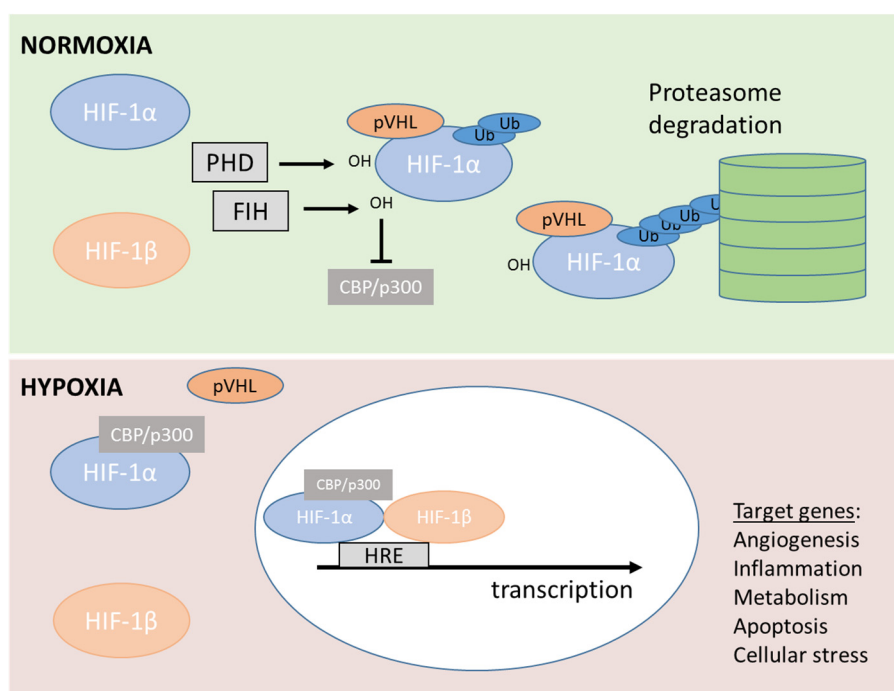 NORMOXIA
HIF-1α
PHD
FIH
HIF-1β
pVHL
Ub
Ub
OH
HIF-1α
OH
CBP/p300
Proteasome
degradation
pVHL
Ub
Ub
Ub
U
OH
HIF-1α
HYPOXIA
pVHL
CBP/p300
HIF-1α
HIF-1β
CBP/p300
HIF-1α
HIF-1β
HRE
transcription
Target genes:
Angiogenesis
Inflammation
Metabolism
Apoptosis
Cellular stress